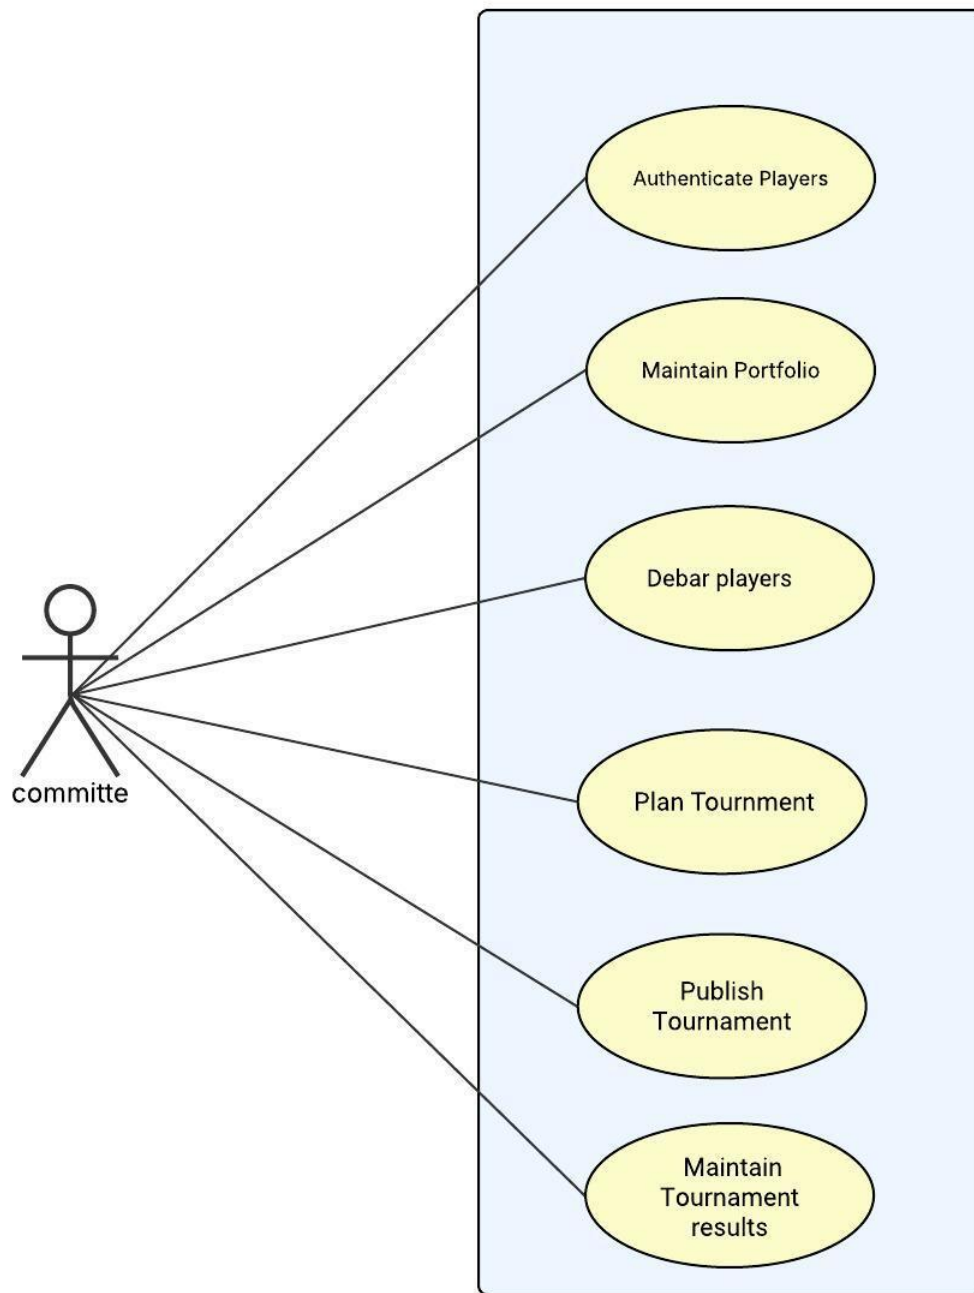 Authenticate Players
Maintain Portfolio
Debar players
committe
Plan Tournment
Publish
Tournament
Maintain
Tournament
results